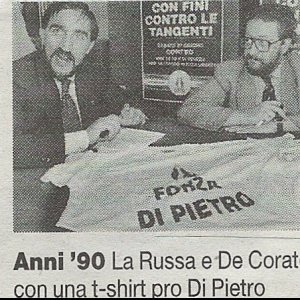 CON FINI
CONTRO LE
TANGENTI
CORTEO
FORZA
DI PIETRO
Anni '90 La Russa e De Corat
con una t-shirt pro Di Pietro